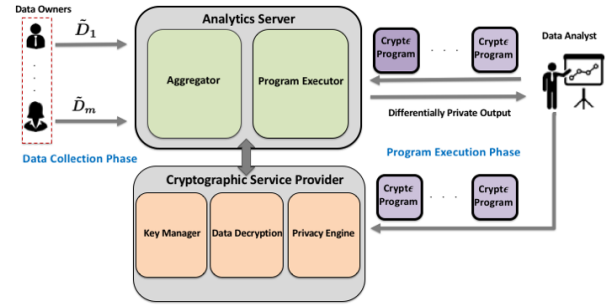 Data Owners
D̃₁
D̃ₘ
Data Collection Phase
Analytics Server
Aggregator
Program Executor
Cryptographic Service Provider
Key Manager
Data Decryption
Privacy Engine
Cryptϵ
Program
. . .
Cryptϵ
Program
Data Analyst
Differentially Private Output
Program Execution Phase
Cryptϵ
Program
. . .
Cryptϵ
Program